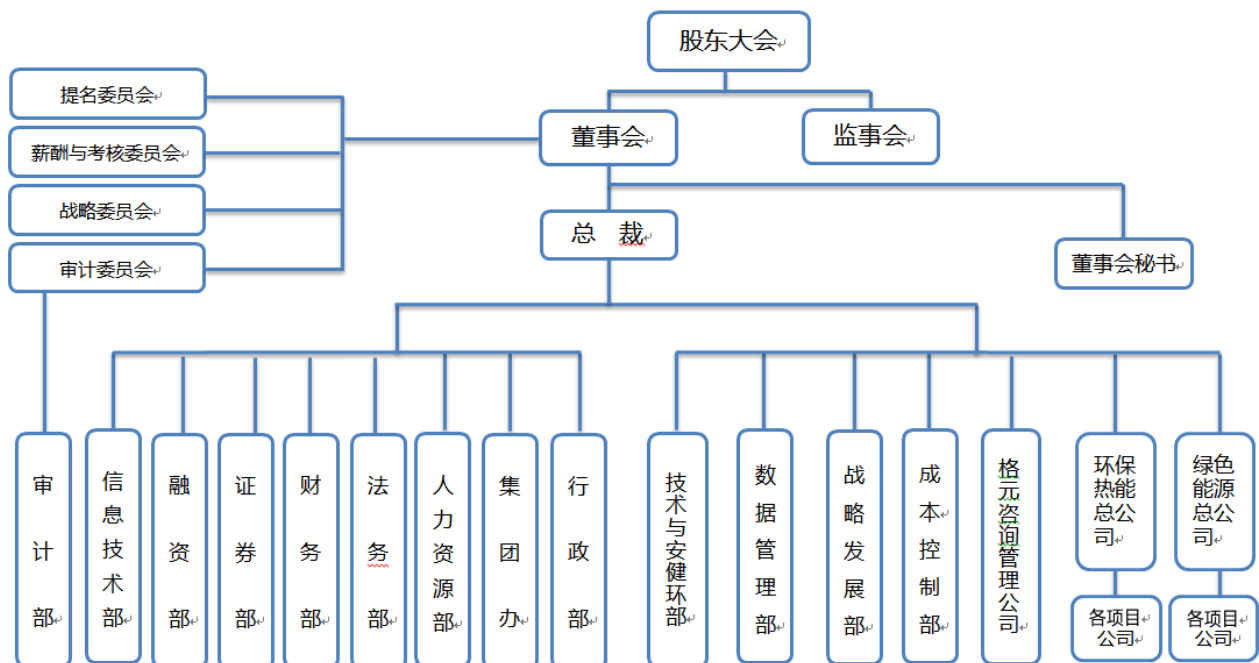 股东大会
提名委员会
董事会
监事会
薪酬与考核委员会
战略委员会
总 裁
审计委员会
董事会秘书
审计部
信息技术部
融资部
证券部
财务部
法务部
人力资源部
集团办
行政部
技术与安健环部
数据管理部
战略发展部
成本控制部
格元咨询管理公司
环保
热能
总公
司
绿色
能源
总公
司
各项目
公司
各项目
公司